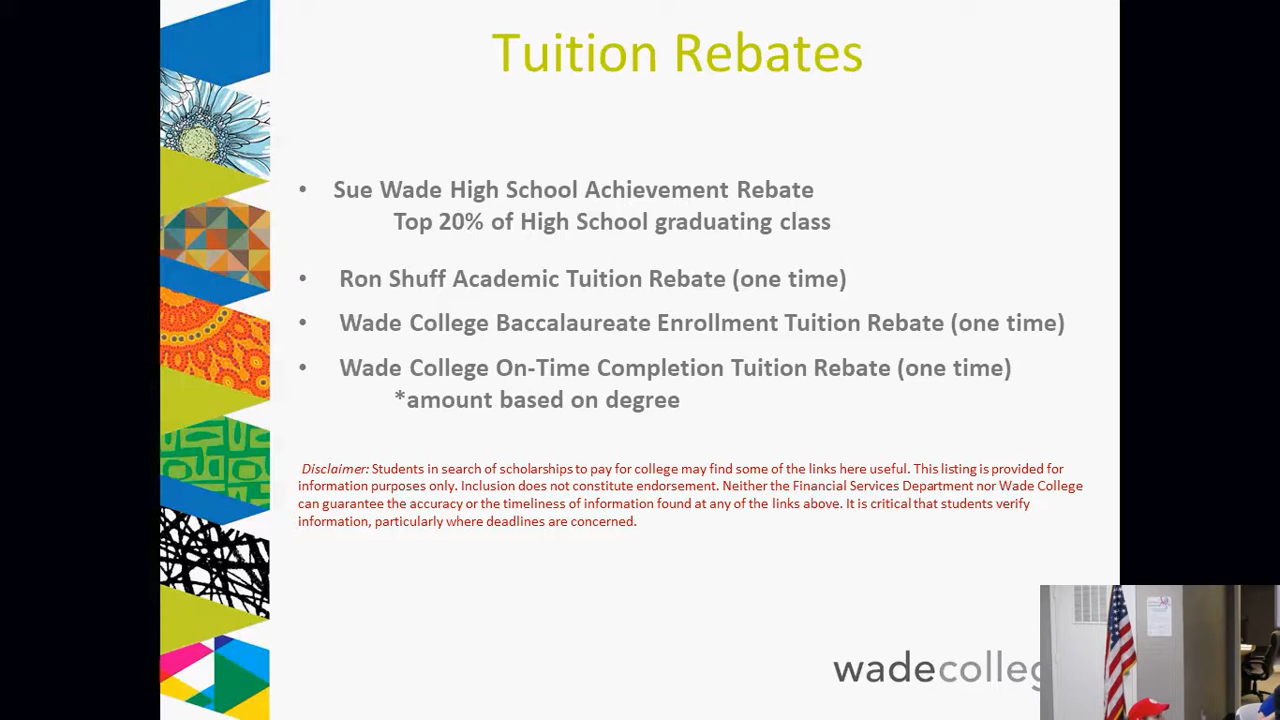 Tuition Rebates
• Sue Wade High School Achievement Rebate
Top 20% of High School graduating class
• Ron Shuff Academic Tuition Rebate (one time)
• Wade College Baccalaureate Enrollment Tuition Rebate (one time)
• Wade College On-Time Completion Tuition Rebate (one time)
*amount based on degree
Disclaimer: Students in search of scholarships to pay for college may find some of the links here useful. This listing is provided for
information purposes only. Inclusion does not constitute endorsement. Neither the Financial Services Department nor Wade College
can guarantee the accuracy or the timeliness of information found at any of the links above. It is critical that students verify
information, particularly where deadlines are concerned.
wadecolleg